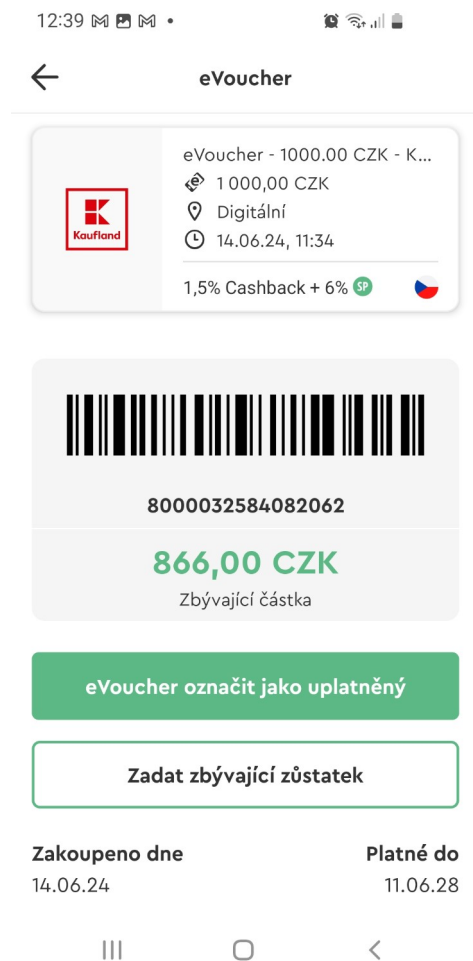 12:39
eVoucher
eVoucher - 1000.00 CZK - K...
1 000,00 CZK
Kaufland
Digitální
14.06.24, 11:34
1,5% Cashback + 6% SP
8000032584082062
866,00 CZK
Zbývající částka
eVoucher označit jako uplatněný
Zadat zbývající zůstatek
Zakoupeno dne
Platné do
14.06.24
11.06.28